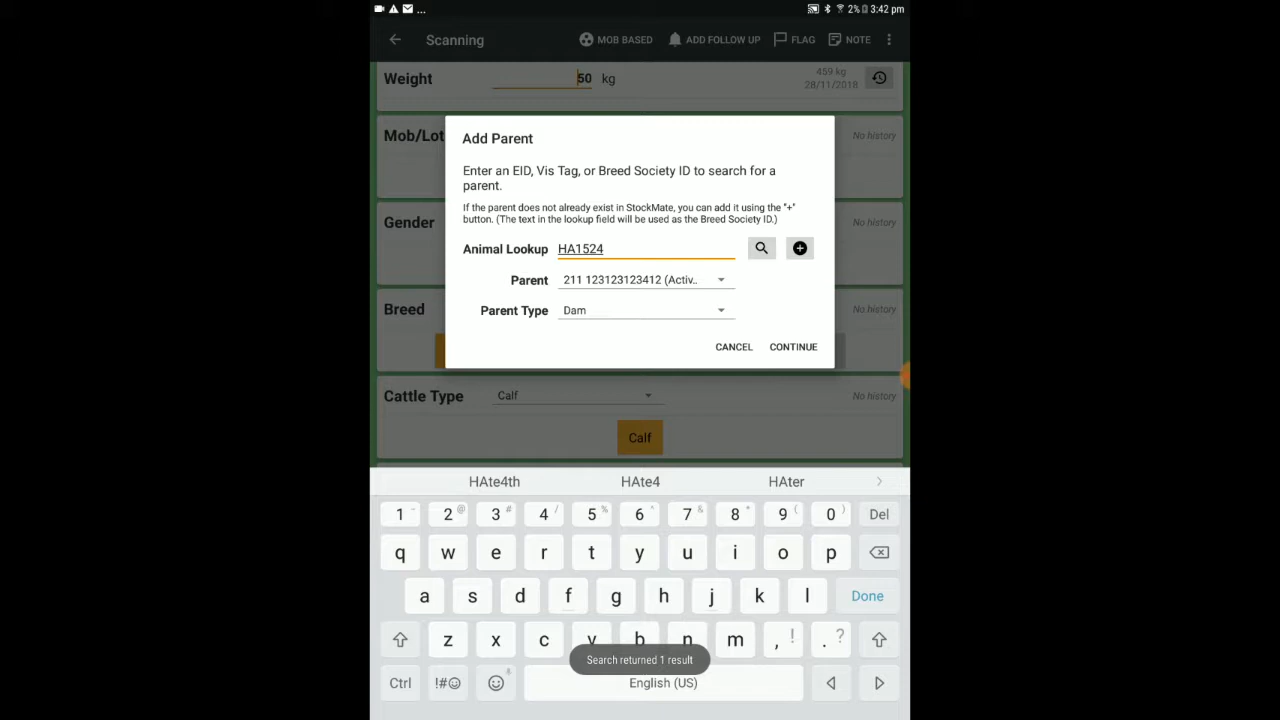 ... 2% 3:42 pm
Scanning MOB BASED ADD FOLLOW UP FLAG NOTE
Weight 50 kg 459 kg
28/11/2018
Mob/Lot No history
Gender No history
Breed No history
Cattle Type Calf No history
Calf
Add Parent
Enter an EID, Vis Tag, or Breed Society ID to search for a
parent.
If the parent does not already exist in StockMate, you can add it using the "+"
button. (The text in the lookup field will be used as the Breed Society ID.)
Animal Lookup HA1524
Parent 211 123123123412 (Activ..
Parent Type Dam
CANCEL CONTINUE
HAte4th HAte4 HAter
1 - 2 @ 3 # 4 / 5 % 6 ^ 7 & 8 * 9 ( 0 ) Del
q w e r t y u i o p
a s d f g h j k l Done
z x c v b n m , ! . ?
Search returned 1 result
Ctrl !#☺ English (US)